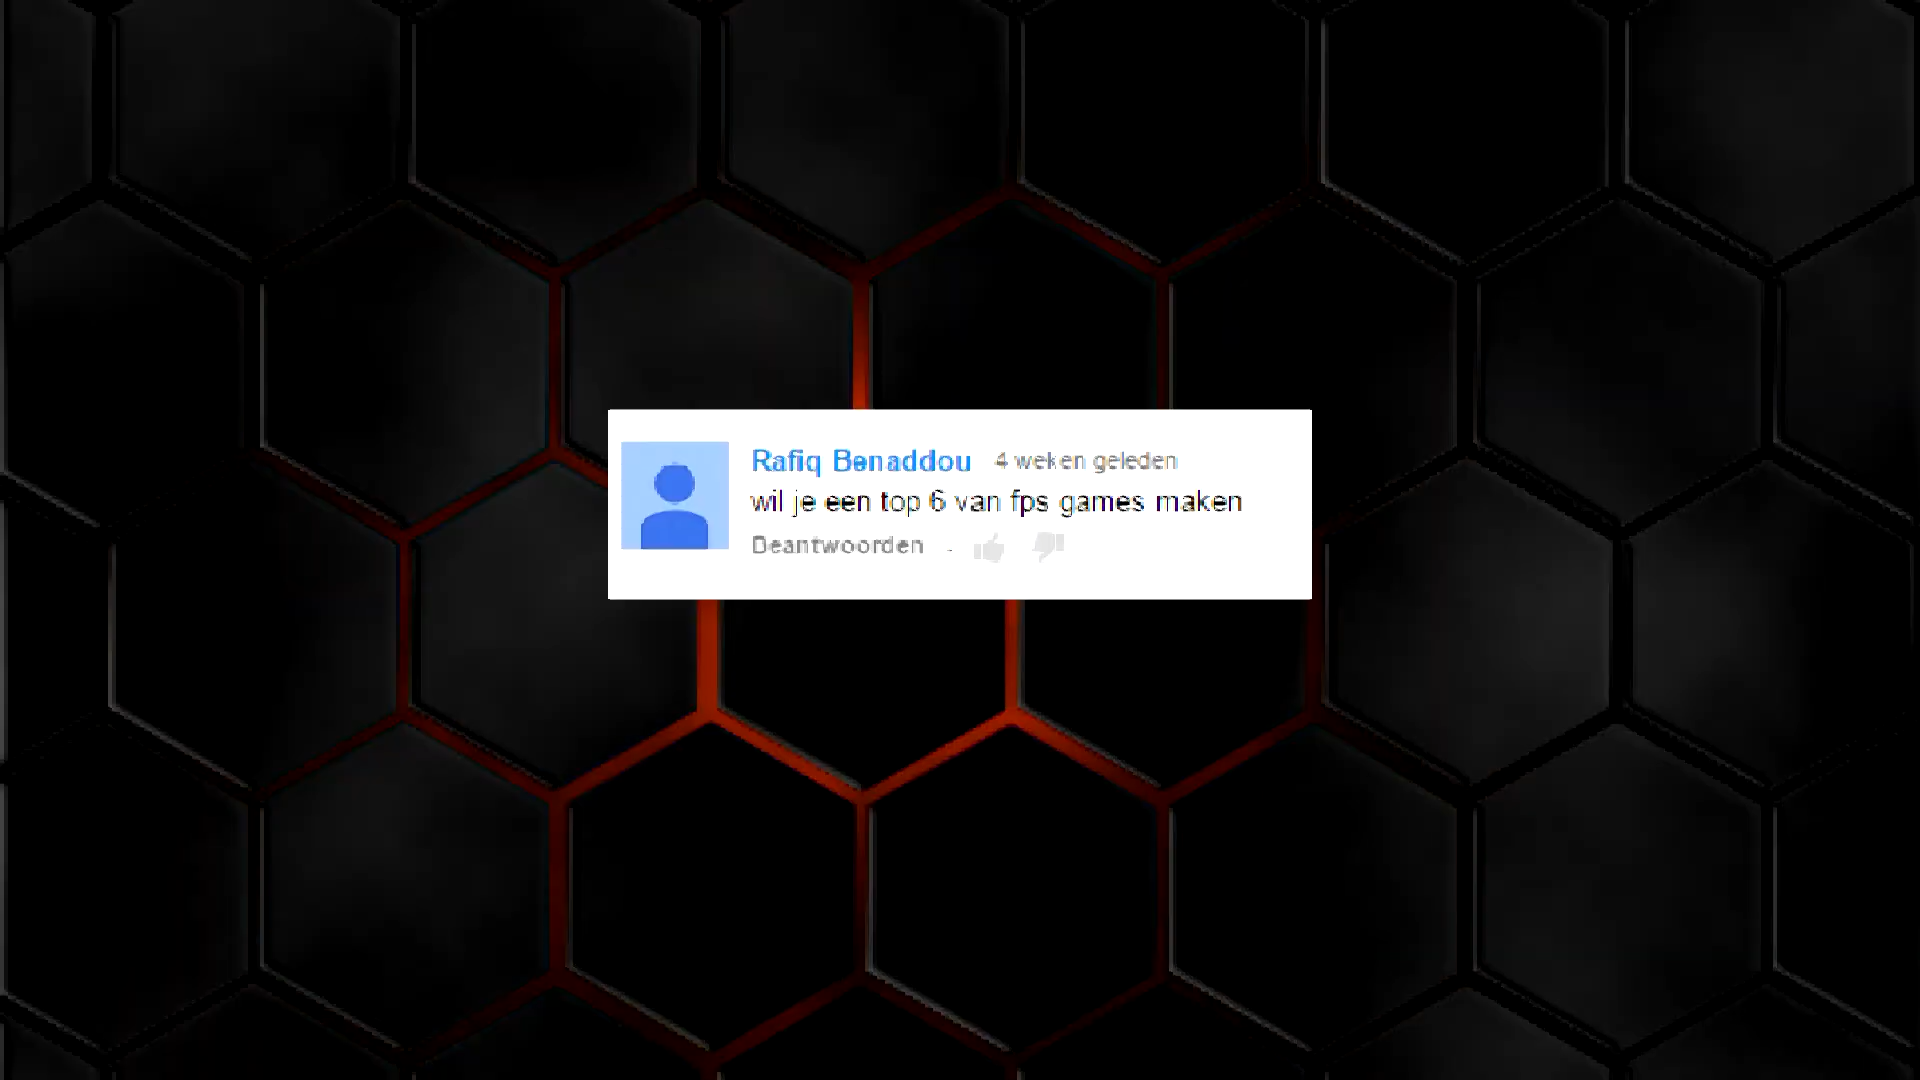 Rafiq Benaddou 4 weken geleden
wil je een top 6 van fps games maken
Beantwoorden ·